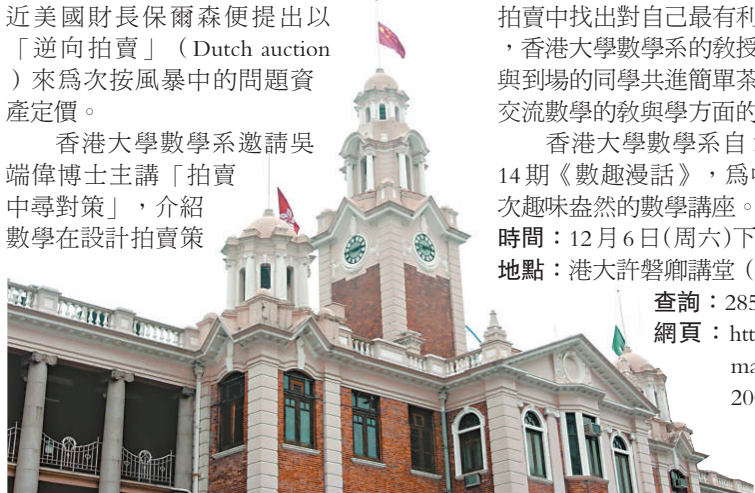 近美國財長保爾森便提出以
「逆向拍賣」（Dutch auction
）來爲次按風暴中的問題資
產定價。
香港大學數學系邀請吳
端偉博士主講「拍賣
中尋對策」，介紹
數學在設計拍賣策
拍賣中找出對自己最有利
，香港大學數學系的敎授
與到場的同學共進簡單茶
交流數學的敎與學方面的
香港大學數學系自
14期《數趣漫話》，爲
次趣味盎然的數學講座。
時間：12月6日(周六)下
地點：港大許磐卿講堂（
查詢：285
網頁：htt
ma
20